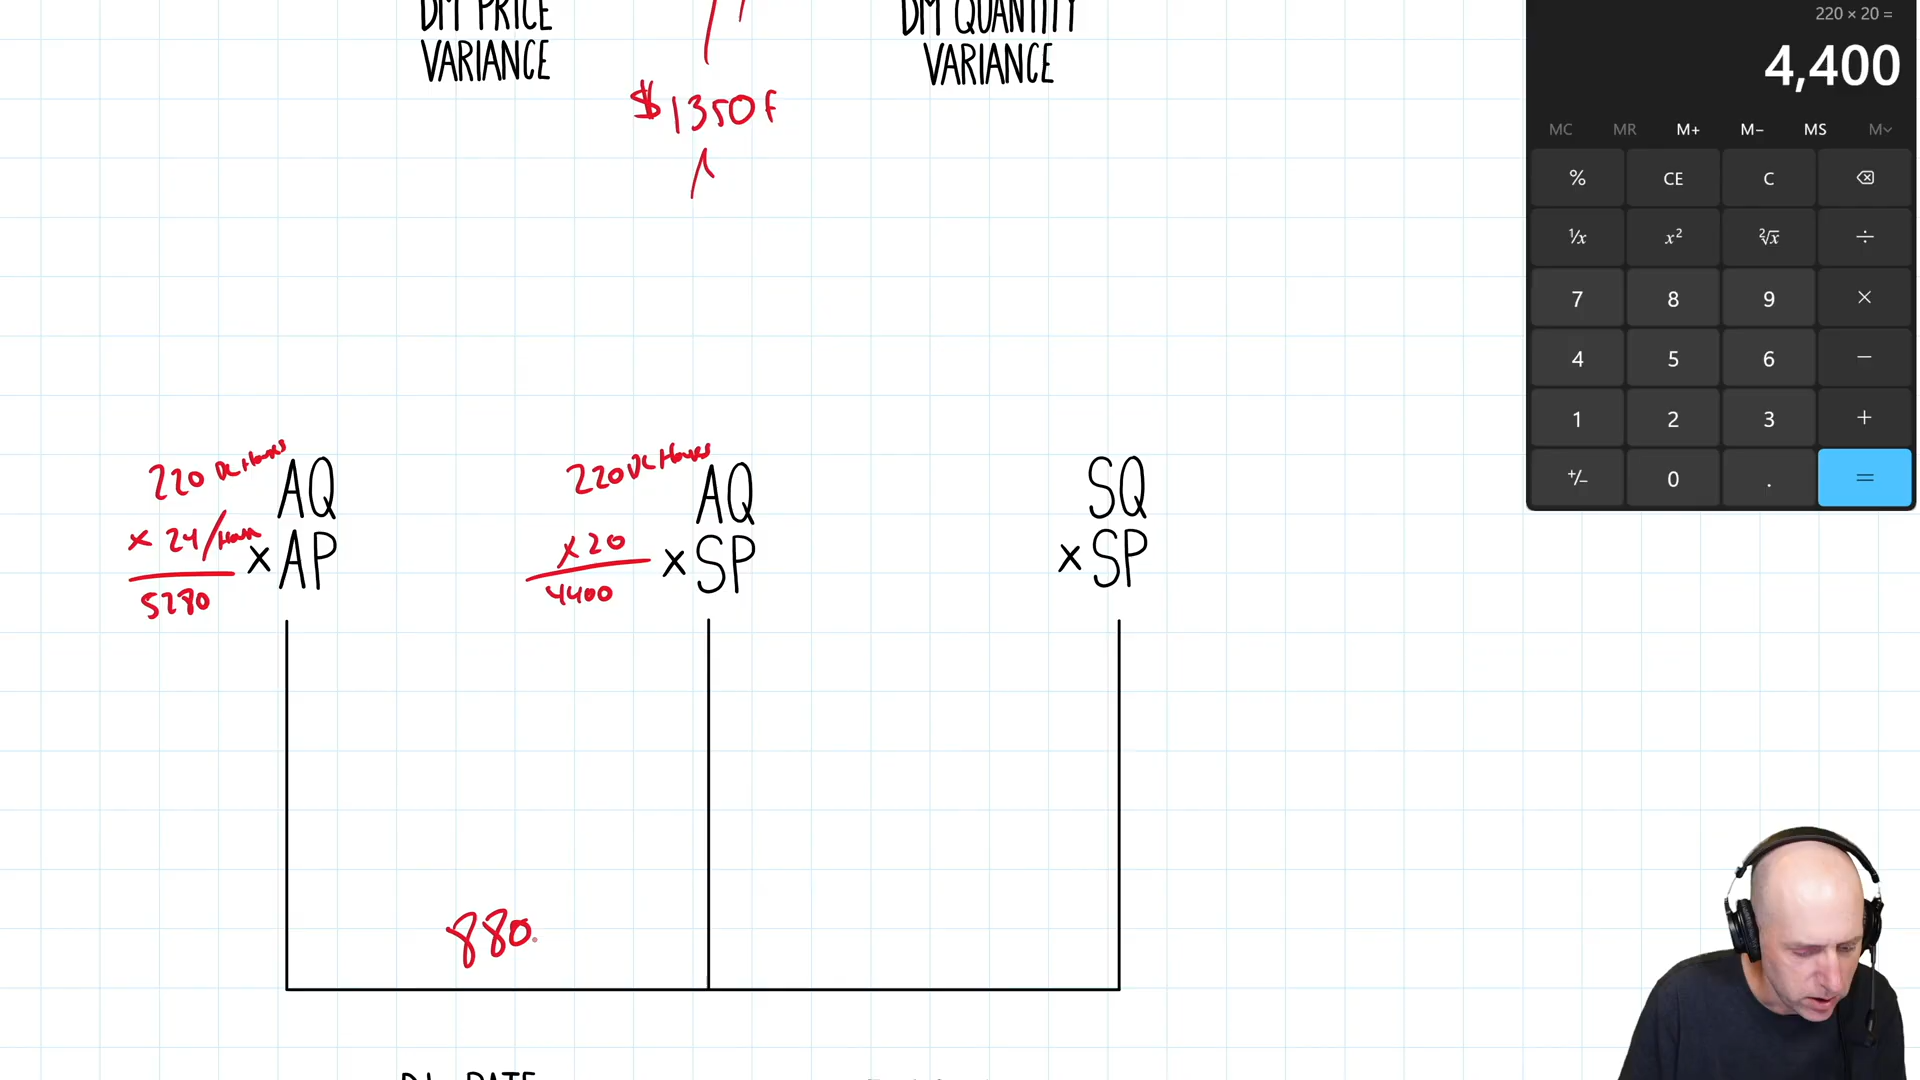 DM PRICE
VARIANCE
DM QUANTITY
VARIANCE
$1350F
220 DL Hours
x 24/Hour
5280
AQ
x AP
220 DL Hours
x 20
4400
AQ
x SP
SQ
x SP
880
DL RATE
220 × 20 =
4,400
MC MR M+ M− MS M˅
% CE C
¹/x x² ²√x ÷
7 8 9 ×
4 5 6 −
1 2 3 +
+/− 0 . =